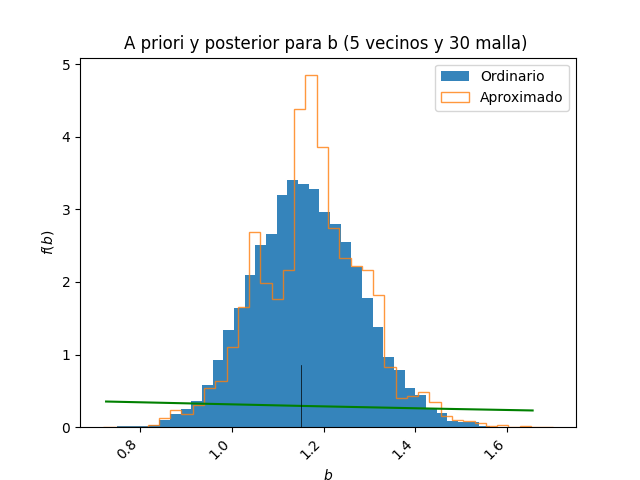 A priori y posterior para b (5 vecinos y 30 malla)
Ordinario
Aproximado
f(b)
5
4
3
2
1
0
0.8
1.0
1.2
1.4
1.6
b